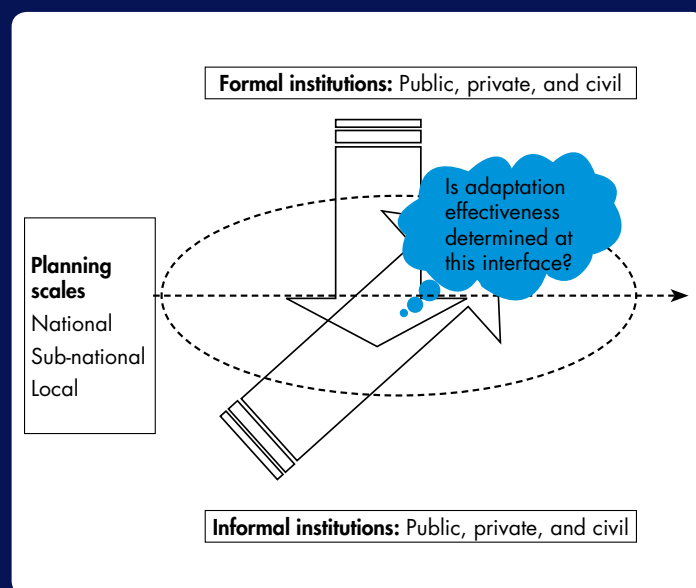 Formal institutions: Public, private, and civil
Is adaptation
effectiveness
determined at
this interface?
Planning
scales
National
Sub-national
Local
Informal institutions: Public, private, and civil